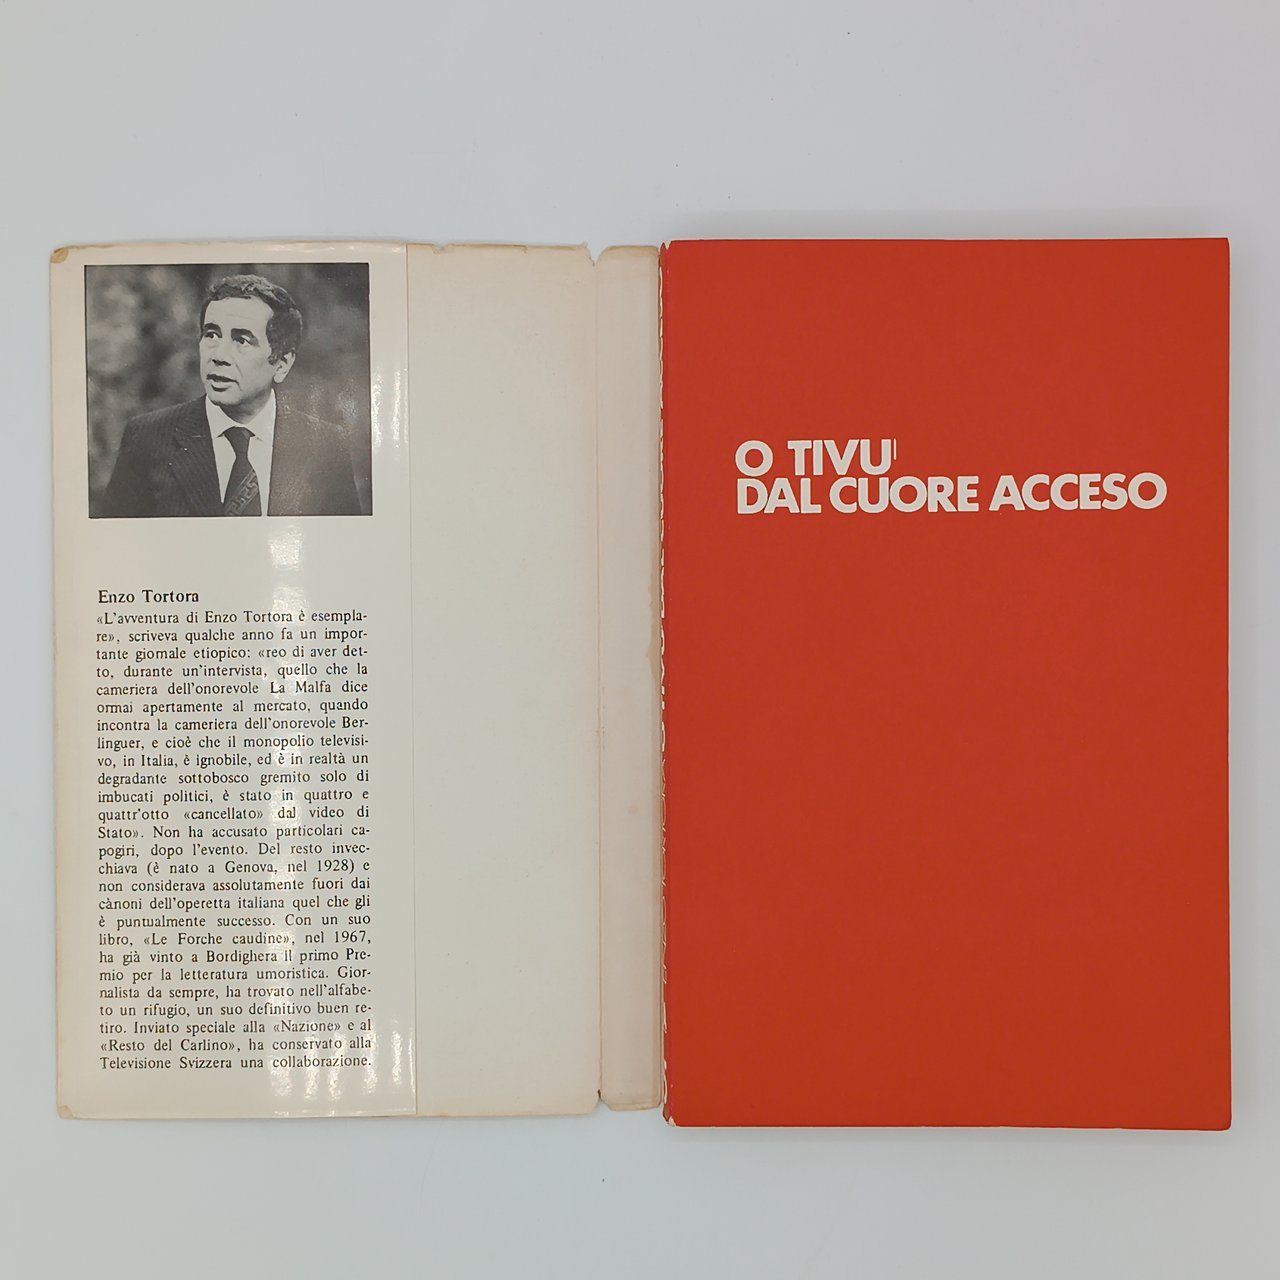 Enzo Tortora
«L'avventura di Enzo Tortora è esempla-
re», scriveva qualche anno fa un impor-
tante giornale etiopico: «reo di aver det-
to, durante un'intervista, quello che la
cameriera dell'onorevole La Malfa dice
ormai apertamente al mercato, quando
incontra la cameriera dell'onorevole Ber-
linguer, e cioè che il monopolio televisi-
vo, in Italia, è ignobile, ed è in realtà un
degradante sottobosco gremito solo di
imbucati politici, è stato in quattro e
quattr'otto «cancellato» dal video di
Stato». Non ha accusato particolari ca-
pogiri, dopo l'evento. Del resto invec-
chiava (è nato a Genova, nel 1928) e
non considerava assolutamente fuori dai
cànoni dell'operetta italiana quel che gli
è puntualmente successo. Con un suo
libro, «Le Forche caudine», nel 1967,
ha già vinto a Bordighera il primo Pre-
mio per la letteratura umoristica. Gior-
nalista da sempre, ha trovato nell'alfabe-
to un rifugio, un suo definitivo buen re-
tiro. Inviato speciale alla «Nazione» e al
«Resto del Carlino», ha conservato alla
Televisione Svizzera una collaborazione.
O TIVU'
DAL CUORE ACCESO